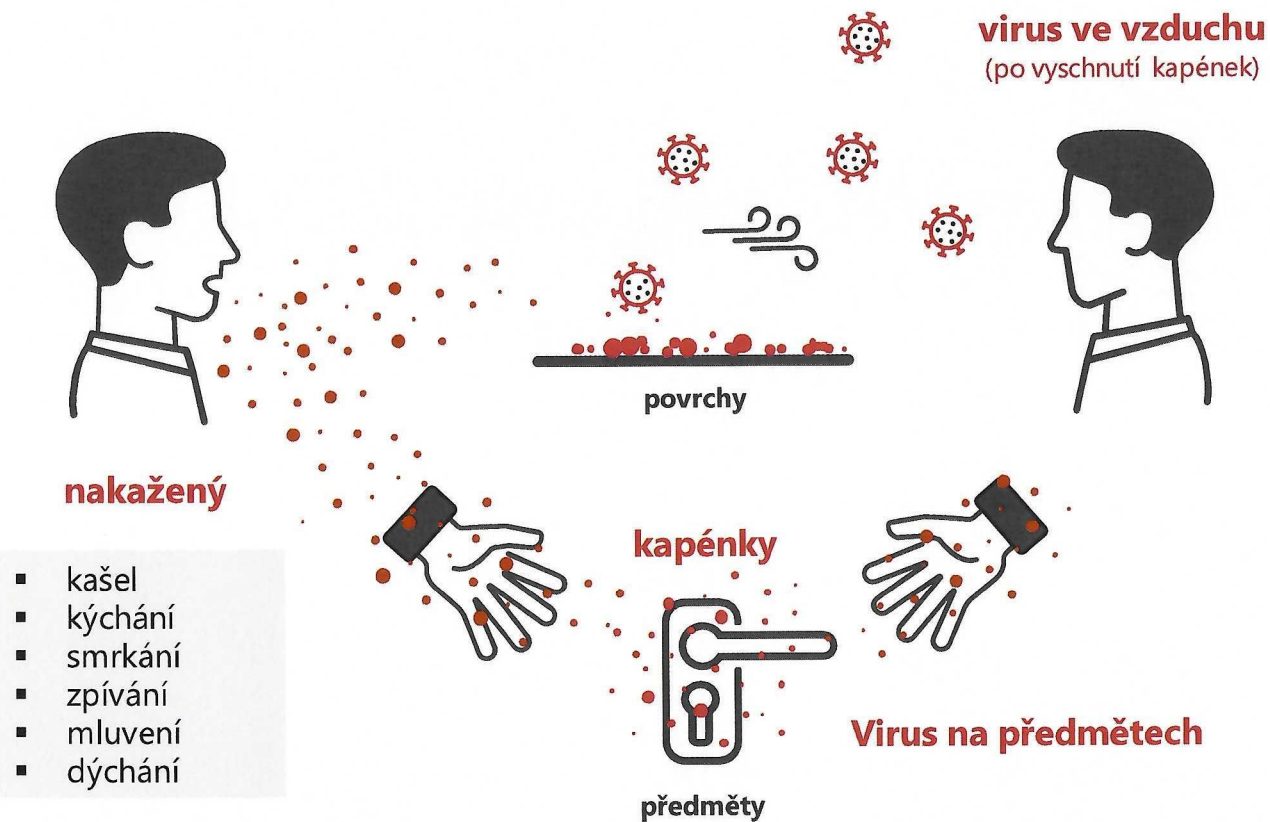 virus ve vzduchu
(po vyschnutí kapének)
povrchy
nakažený
▪ kašel
▪ kýchání
▪ smrkání
▪ zpívání
▪ mluvení
▪ dýchání
kapénky
Virus na předmětech
předměty